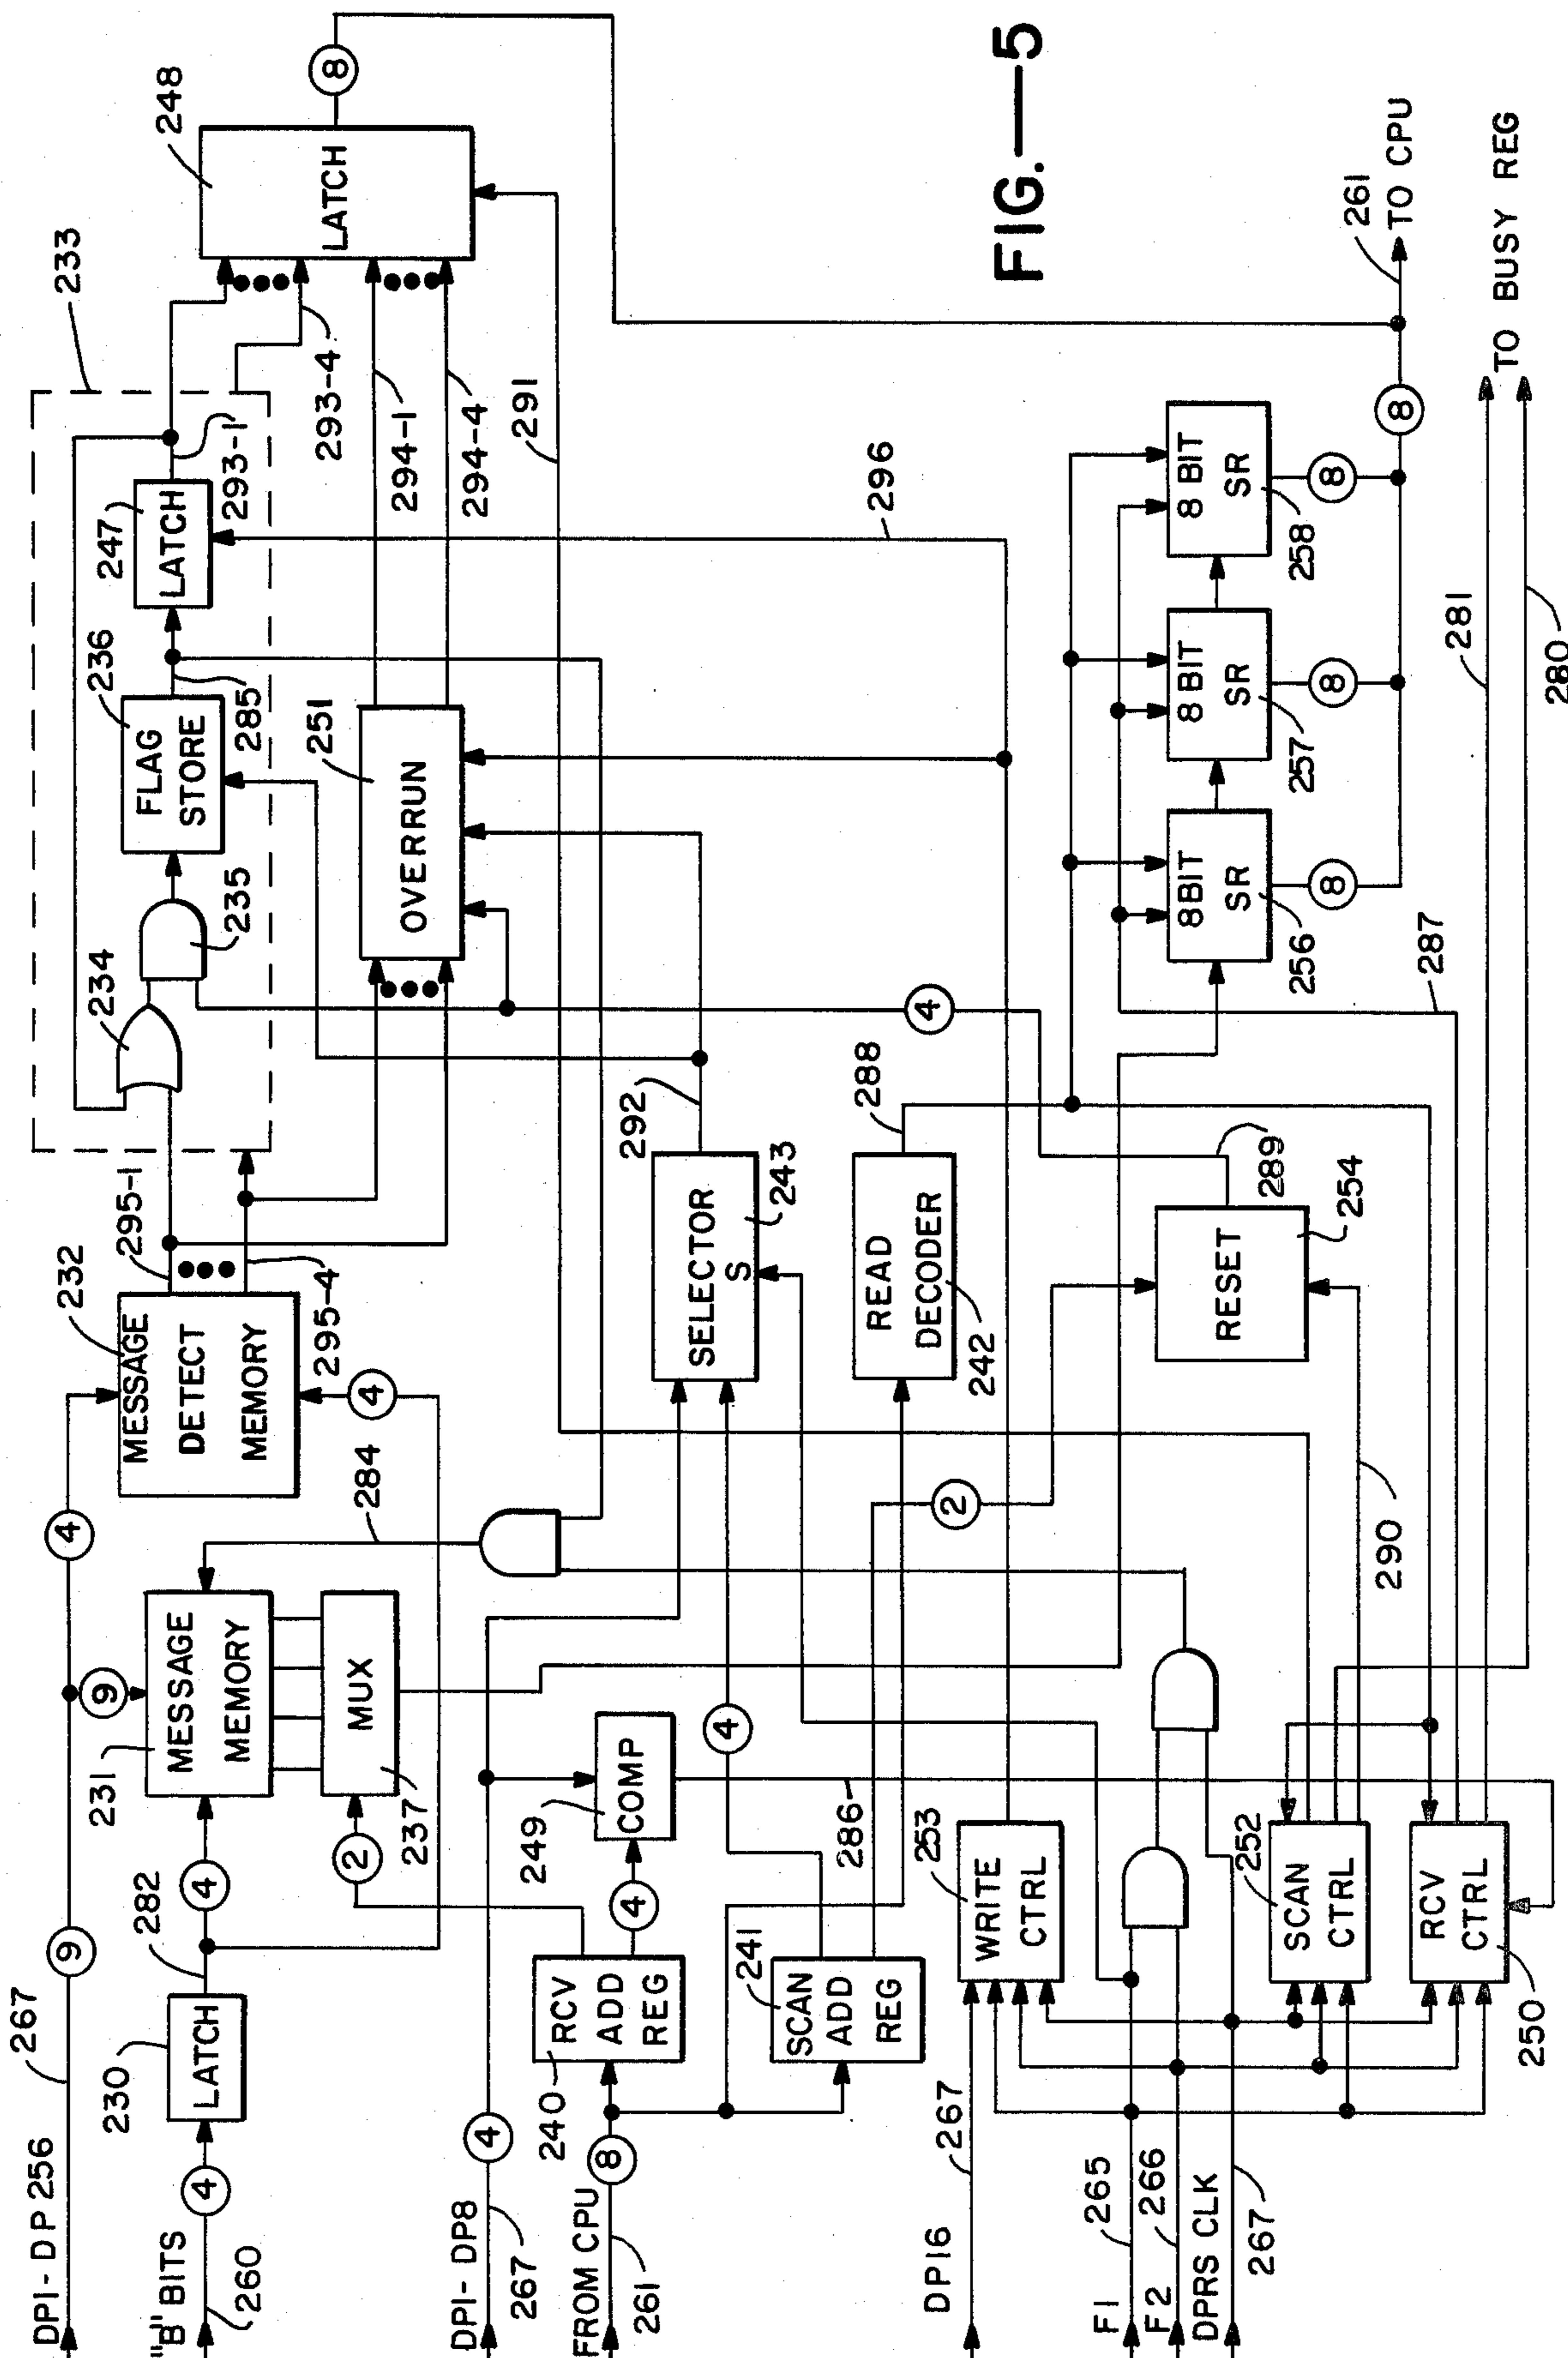 DP1-DP256
267
9
4
9
"B" BITS
260
4
230
LATCH
282
4
231
MESSAGE
MEMORY
MUX
237
2
284
232
MESSAGE
DETECT
MEMORY
4
295-1
295-4
233
234
235
236
FLAG
STORE
285
247
LATCH
293-1
293-4
248
LATCH
8
251
OVERRUN
294-1
294-4
291
296
DP1-DP8
267
4
FROM CPU
261
8
240
RCV
ADD
REG
4
249
COMP
286
241
SCAN
ADD
REG
4
2
SELECTOR
S
243
292
READ
DECODER
242
288
RESET
254
289
290
4
DP16
267
253
WRITE
CTRL
F1
265
F2
266
DPRS CLK
267
252
SCAN
CTRL
RCV
CTRL
250
287
8BIT
SR
256
8
8 BIT
SR
257
8
8 BIT
SR
258
8
8
261
TO CPU
281
280
TO BUSY REG
FIG.—5